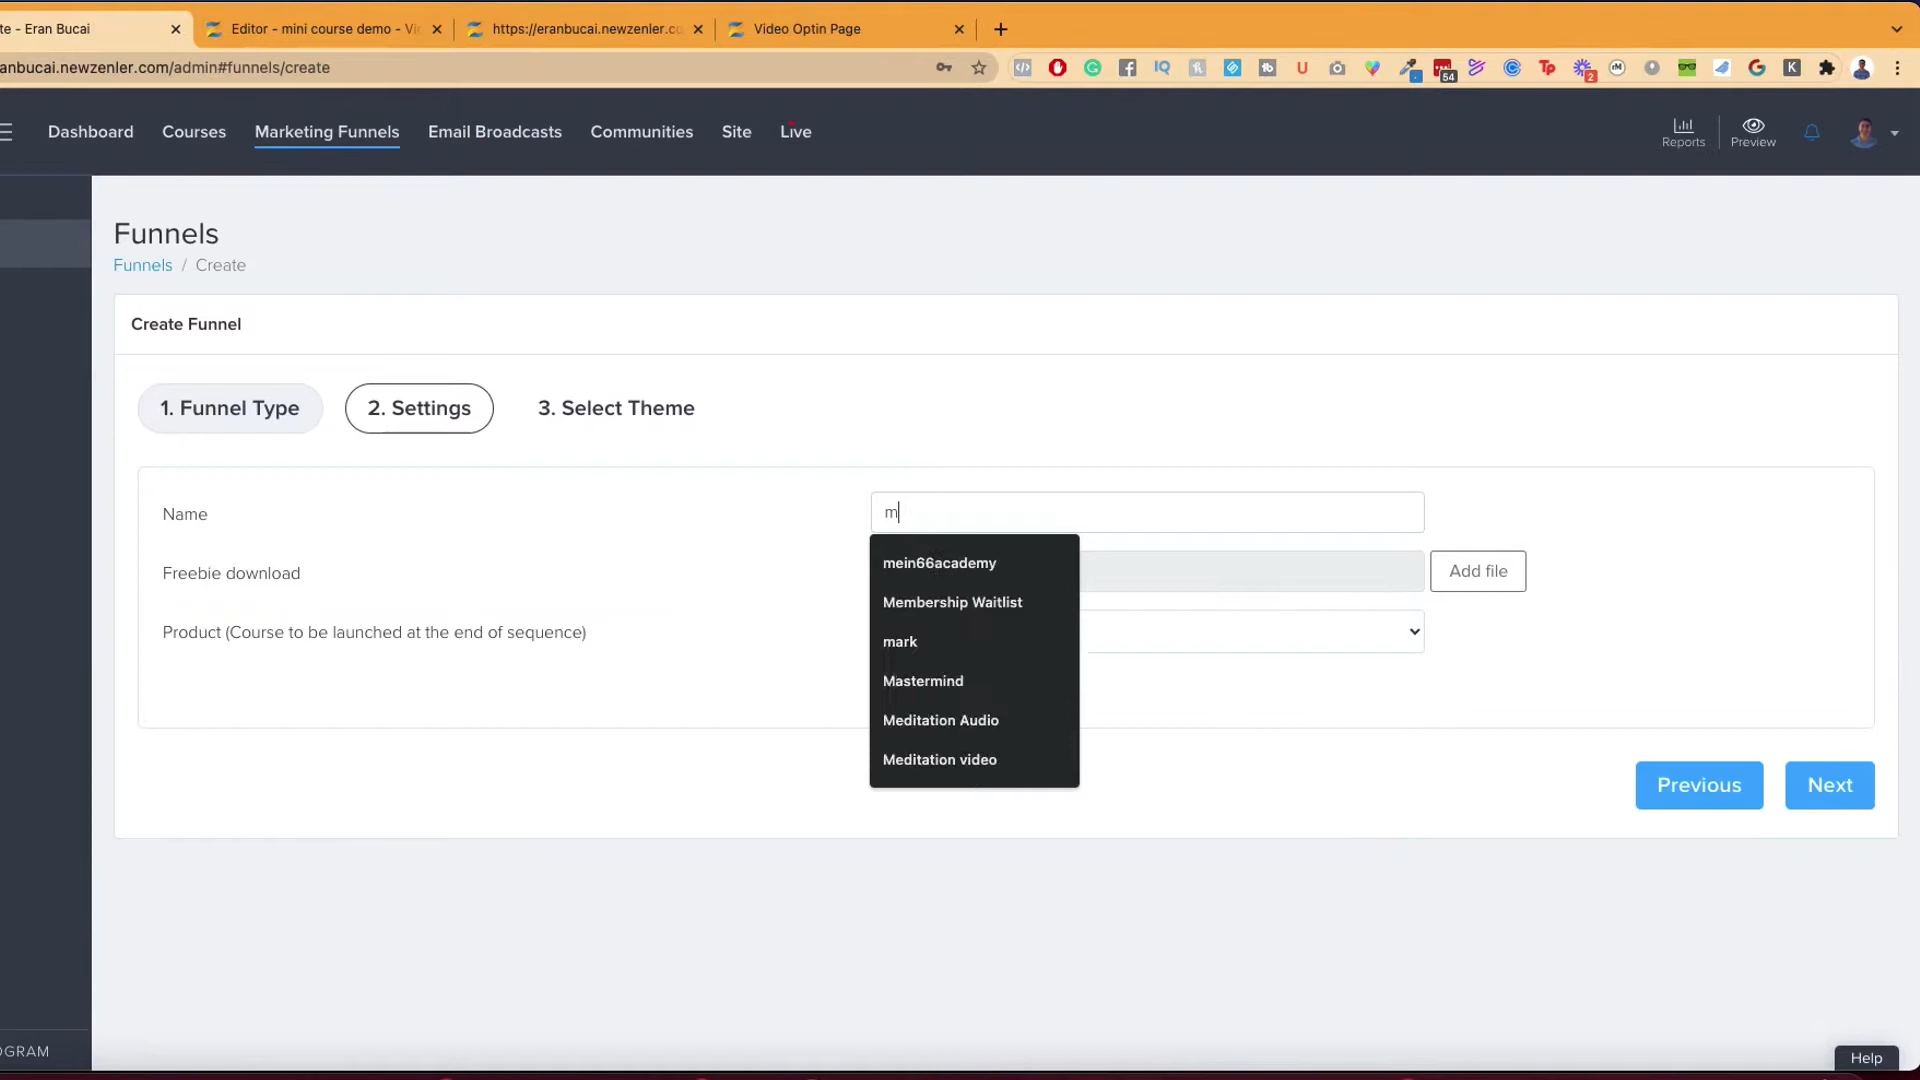 te - Eran Bucai
Editor - mini course demo - Vi
https://eranbucai.newzenler.co
Video Optin Page
anbucai.newzenler.com/admin#funnels/create
54
2
Dashboard
Courses
Marketing Funnels
Email Broadcasts
Communities
Site
Live
Reports
Preview
Funnels
Funnels / Create
Create Funnel
1. Funnel Type
2. Settings
3. Select Theme
Name
m
mein66academy
Freebie download
Add file
Membership Waitlist
Product (Course to be launched at the end of sequence)
mark
Mastermind
Meditation Audio
Meditation video
Previous
Next
OGRAM
Help